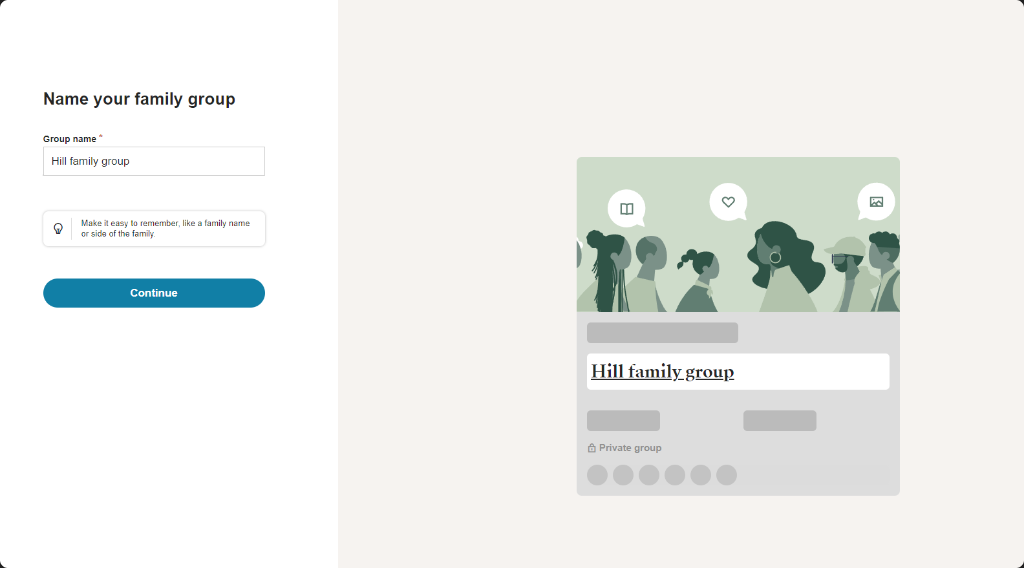 Name your family group
Group name *
Hill family group
Make it easy to remember, like a family name
or side of the family.
Continue
Hill family group
Private group